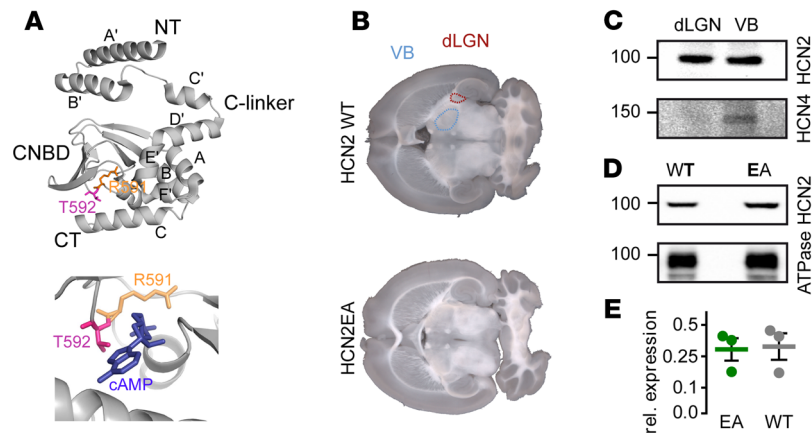 A
NT
A'
B'
C'
C-linker
D'
CNBD
E'
A
B
R591
F'
T592
CT
C
R591
T592
cAMP
B
VB
dLGN
HCN2 WT
HCN2EA
C
dLGN VB
100
HCN2
150
HCN4
D
WT EA
100
HCN2
100
ATPase
E
rel. expression
0.5
0.25
0.1
0.0
EA WT